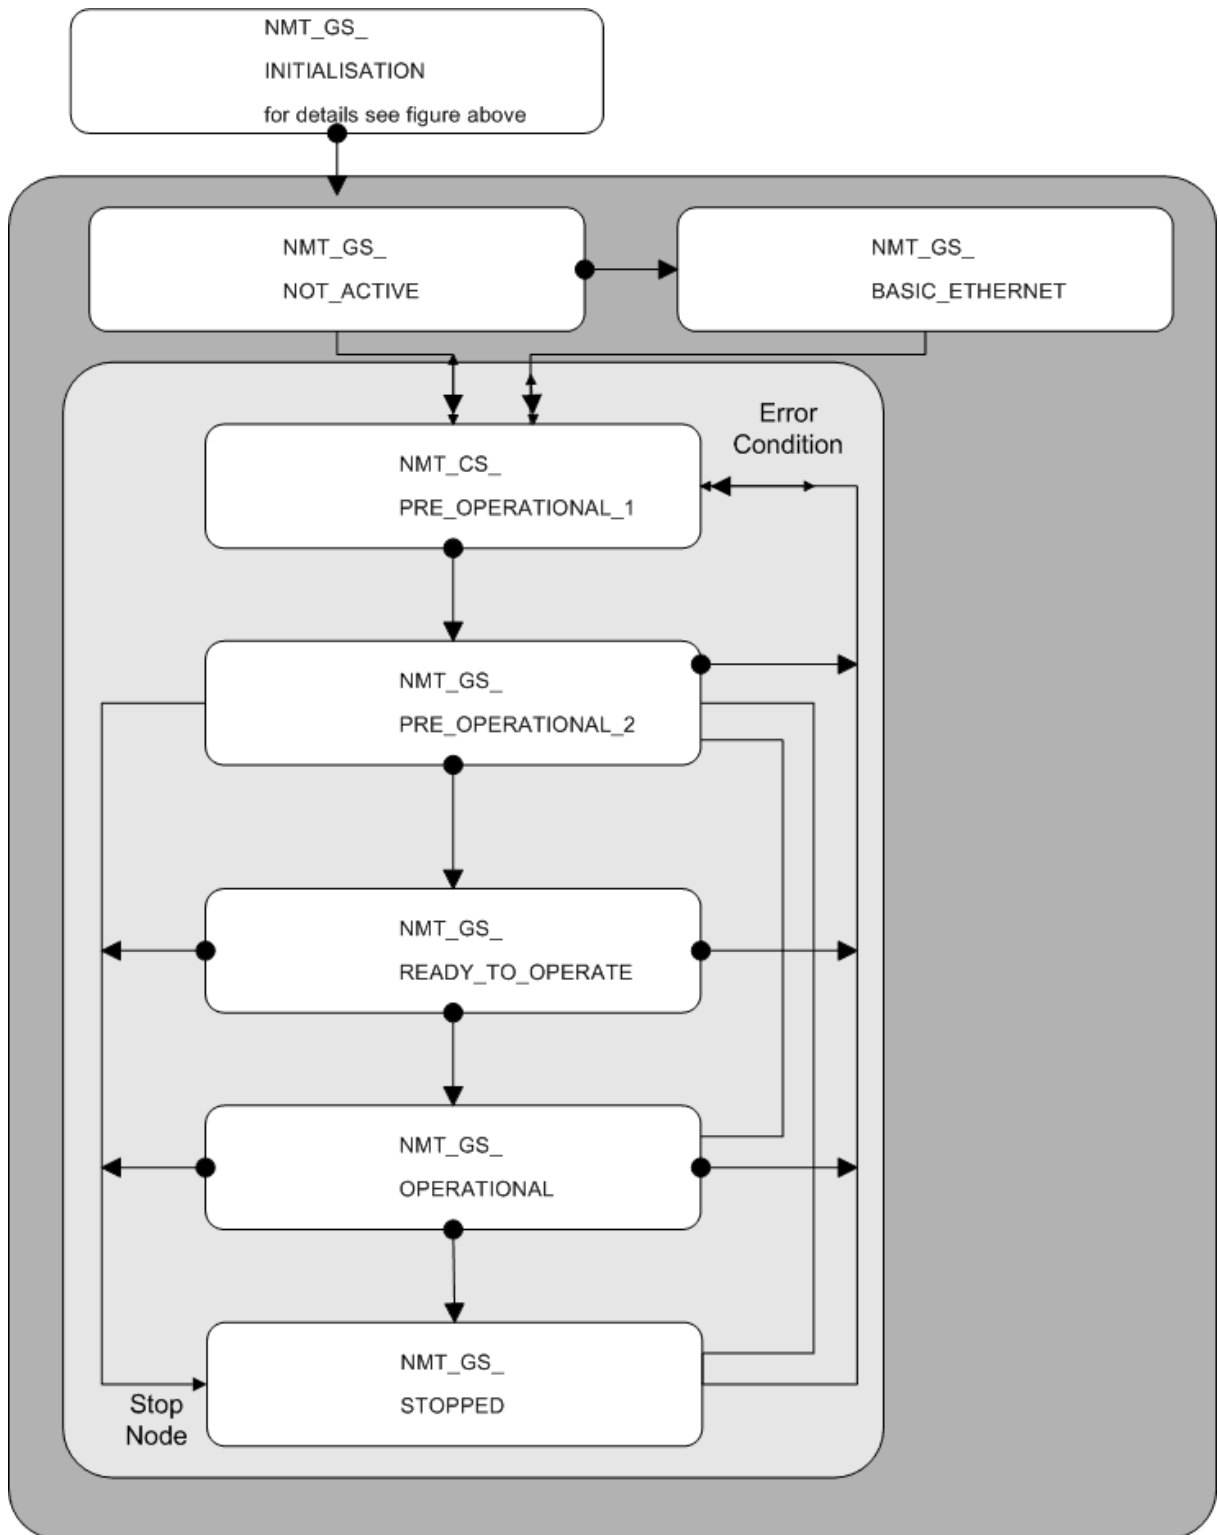 NMT_GS_
INITIALISATION
for details see figure above
NMT_GS_
NOT_ACTIVE
NMT_GS_
BASIC_ETHERNET
Error
Condition
NMT_CS_
PRE_OPERATIONAL_1
NMT_GS_
PRE_OPERATIONAL_2
NMT_GS_
READY_TO_OPERATE
NMT_GS_
OPERATIONAL
NMT_GS_
STOPPED
Stop
Node